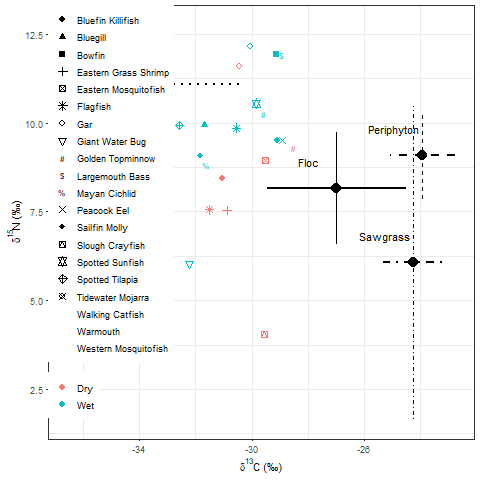 12.5
10.0
7.5
5.0
2.5
δ¹⁵N (‰)
Bluefin Killifish
Bluegill
Bowfin
Eastern Grass Shrimp
Eastern Mosquitofish
Flagfish
Gar
Giant Water Bug
# Golden Topminnow
$ Largemouth Bass
% Mayan Cichlid
Peacock Eel
Sailfin Molly
Slough Crayfish
Spotted Sunfish
Spotted Tilapia
Tidewater Mojarra
Walking Catfish
Warmouth
Western Mosquitofish
Dry
Wet
$
#
#
%
Periphyton
Floc
Sawgrass
-34
-30
-26
δ¹³C (‰)